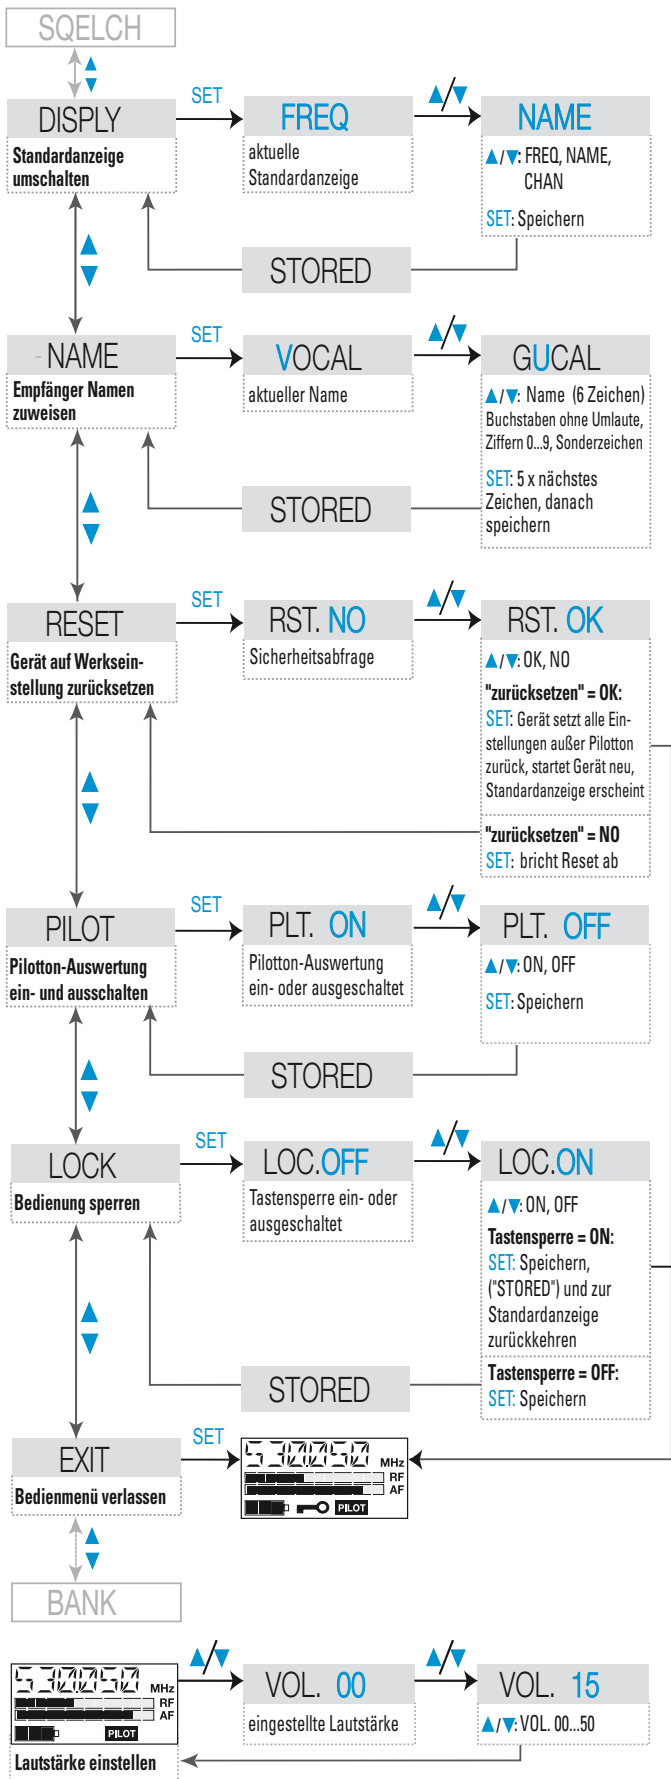 SQELCH
DISPLY
SET
FREQ
▲/▼
NAME
Standardanzeige
umschalten
aktuelle
Standardanzeige
▲/▼: FREQ, NAME,
CHAN
SET: Speichern
STORED
-NAME
SET
VOCAL
▲/▼
GUCAL
Empfänger Namen
zuweisen
aktueller Name
▲/▼: Name (6 Zeichen)
Buchstaben ohne Umlaute,
Ziffern 0...9, Sonderzeichen
SET: 5 x nächstes
Zeichen, danach
speichern
STORED
RESET
SET
RST. NO
▲/▼
RST. OK
Gerät auf Werksein-
stellung zurücksetzen
Sicherheitsabfrage
▲/▼: OK, NO
"zurücksetzen" = OK:
SET: Gerät setzt alle Ein-
stellungen außer Pilotton
zurück, startet Gerät neu,
Standardanzeige erscheint
"zurücksetzen" = NO
SET: bricht Reset ab
PILOT
SET
PLT. ON
▲/▼
PLT. OFF
Pilotton-Auswertung
ein- und ausschalten
Pilotton-Auswertung
ein- oder ausgeschaltet
▲/▼: ON, OFF
SET: Speichern
STORED
LOCK
SET
LOC.OFF
▲/▼
LOC.ON
Bedienung sperren
Tastensperre ein- oder
ausgeschaltet
▲/▼: ON, OFF
Tastensperre = ON:
SET: Speichern,
("STORED") und zur
Standardanzeige
zurückkehren
Tastensperre = OFF:
SET: Speichern
STORED
EXIT
SET
Bedienmenü verlassen
530.050 MHz
RF
AF
PILOT
BANK
530.050 MHz
RF
AF
PILOT
Lautstärke einstellen
▲/▼
VOL. 00
eingestellte Lautstärke
▲/▼
VOL. 15
▲/▼: VOL. 00...50